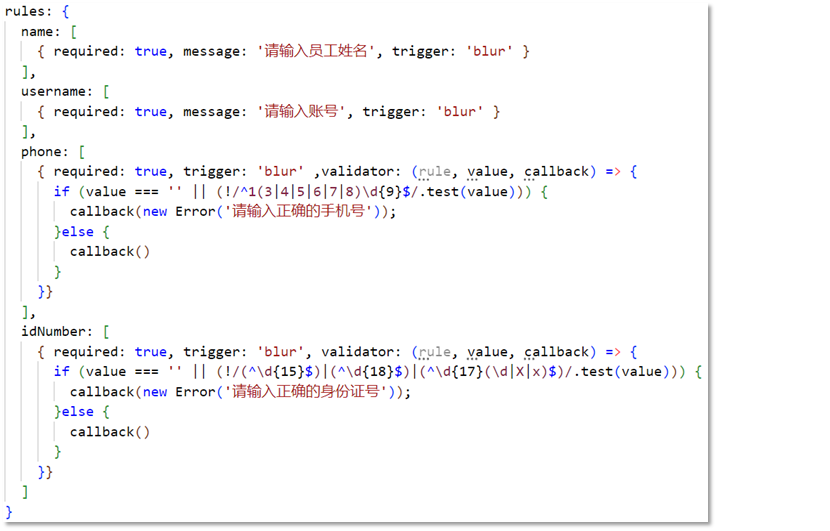 rules: {
  name: [
    { required: true, message: '请输入员工姓名', trigger: 'blur' }
  ],
  username: [
    { required: true, message: '请输入账号', trigger: 'blur' }
  ],
  phone: [
    { required: true, trigger: 'blur' ,validator: (rule, value, callback) => {
      if (value === '' || (!/^1(3|4|5|6|7|8)\d{9}$/.test(value))) {
        callback(new Error('请输入正确的手机号'));
      }else {
        callback()
      }
    }}
  ],
  idNumber: [
    { required: true, trigger: 'blur', validator: (rule, value, callback) => {
      if (value === '' || (!/(^\d{15}$)|(^\d{18}$)|(^\d{17}(\d|X|x)$)/.test(value))) {
        callback(new Error('请输入正确的身份证号'));
      }else {
        callback()
      }
    }}
  ]
}